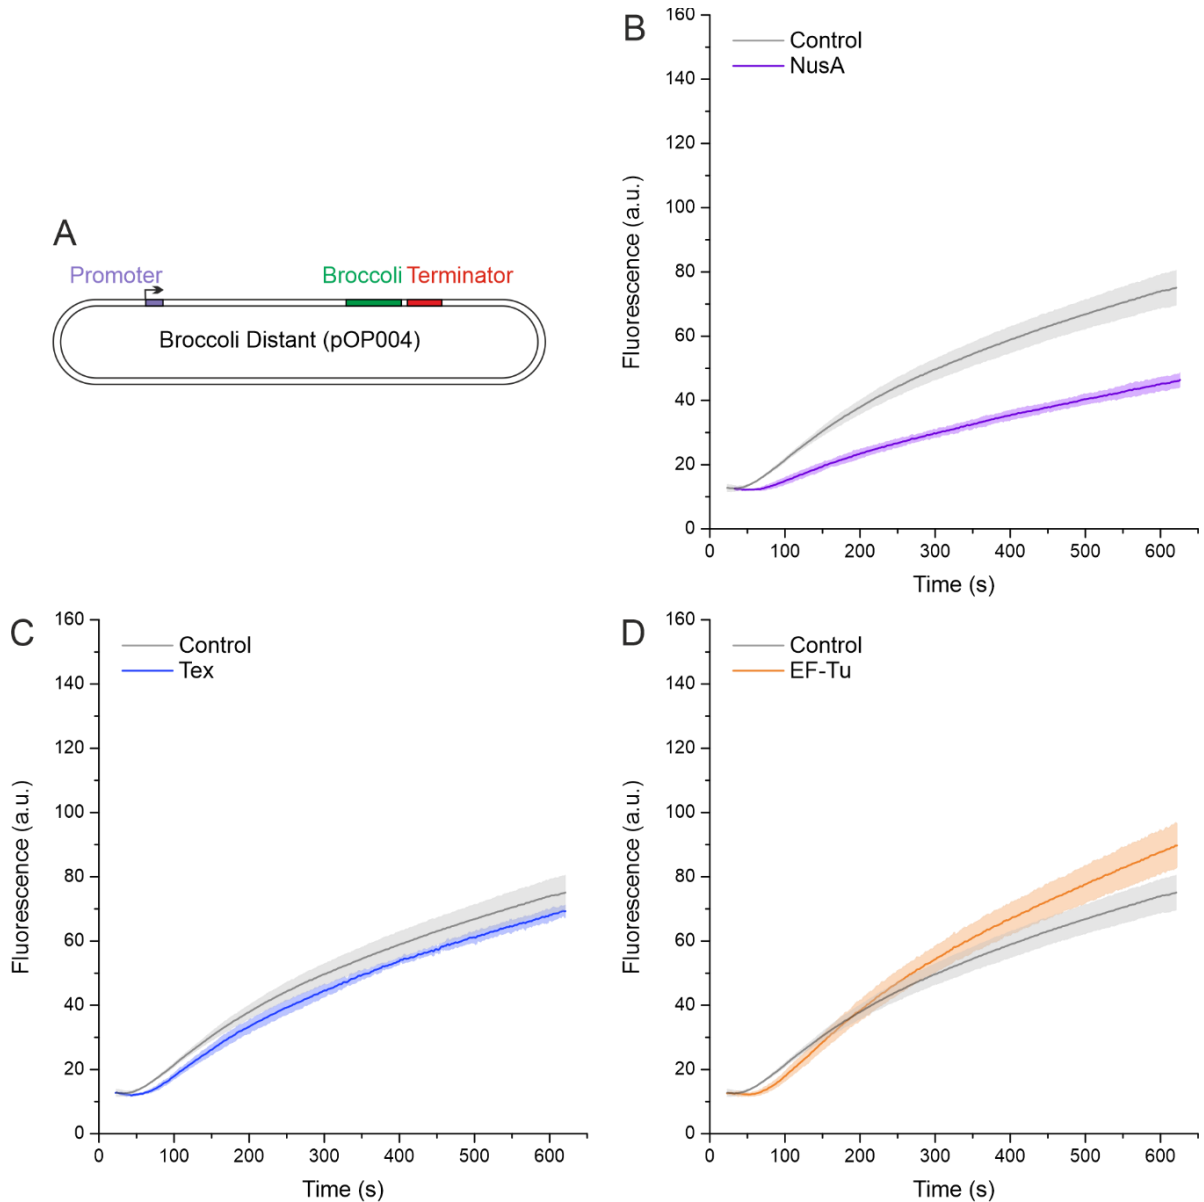 A
Promoter
Broccoli Terminator
Broccoli Distant (pOP004)
B
Control
NusA
160
140
120
100
80
60
40
20
0
Fluorescence (a.u.)
0 100 200 300 400 500 600
Time (s)
C
Control
Tex
160
140
120
100
80
60
40
20
0
Fluorescence (a.u.)
0 100 200 300 400 500 600
Time (s)
D
Control
EF-Tu
160
140
120
100
80
60
40
20
0
Fluorescence (a.u.)
0 100 200 300 400 500 600
Time (s)